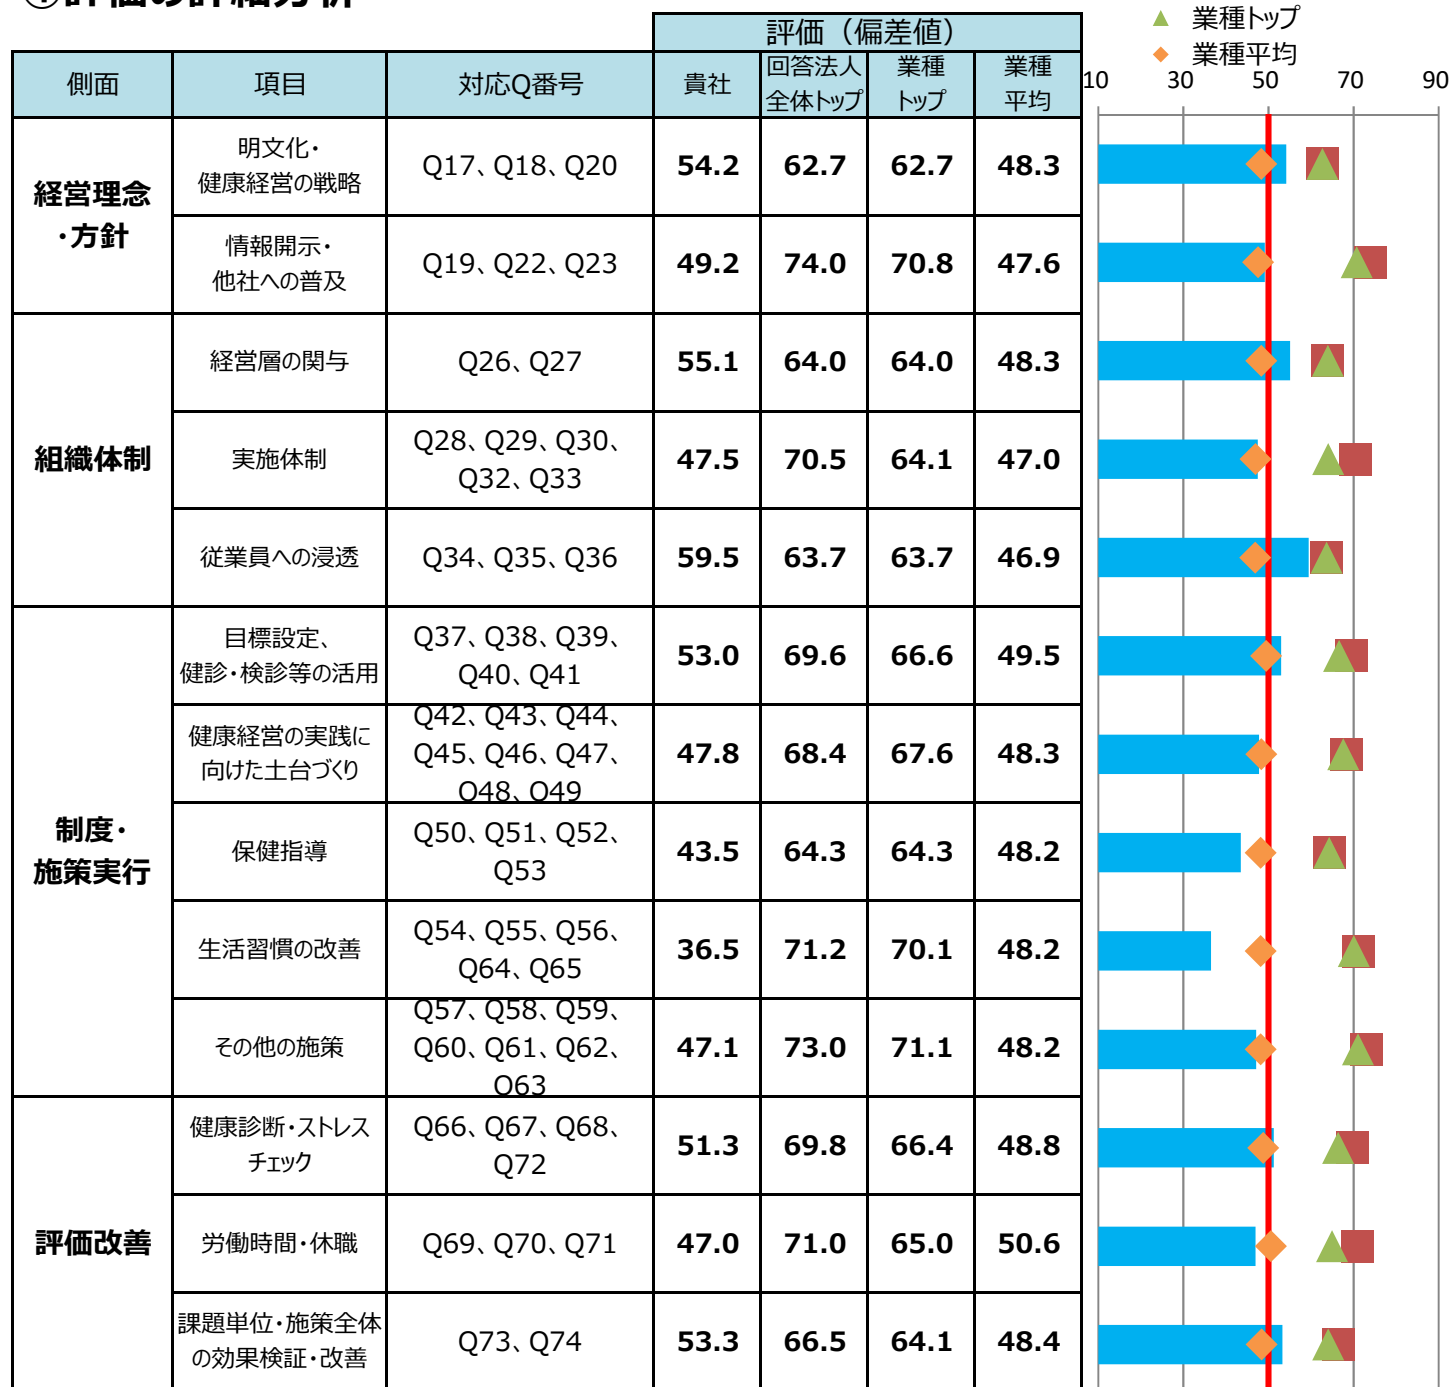 ①評価の詳細分析
▲ 業種トップ
◆ 業種平均
評価（偏差値）
側面 項目 対応Q番号 貴社 回答法人 業種 業種
全体トップ トップ 平均
10 30 50 70 90
経営理念
・方針
明文化・
健康経営の戦略
Q17、Q18、Q20 54.2 62.7 62.7 48.3
情報開示・
他社への普及
Q19、Q22、Q23 49.2 74.0 70.8 47.6
組織体制
経営層の関与 Q26、Q27 55.1 64.0 64.0 48.3
実施体制
Q28、Q29、Q30、
Q32、Q33
47.5 70.5 64.1 47.0
従業員への浸透 Q34、Q35、Q36 59.5 63.7 63.7 46.9
制度・
施策実行
目標設定、
健診・検診等の活用
Q37、Q38、Q39、
Q40、Q41
53.0 69.6 66.6 49.5
健康経営の実践に
向けた土台づくり
Q42、Q43、Q44、
Q45、Q46、Q47、
Q48、Q49
47.8 68.4 67.6 48.3
保健指導
Q50、Q51、Q52、
Q53
43.5 64.3 64.3 48.2
生活習慣の改善
Q54、Q55、Q56、
Q64、Q65
36.5 71.2 70.1 48.2
その他の施策
Q57、Q58、Q59、
Q60、Q61、Q62、
Q63
47.1 73.0 71.1 48.2
評価改善
健康診断・ストレス
チェック
Q66、Q67、Q68、
Q72
51.3 69.8 66.4 48.8
労働時間・休職 Q69、Q70、Q71 47.0 71.0 65.0 50.6
課題単位・施策全体
の効果検証・改善
Q73、Q74 53.3 66.5 64.1 48.4